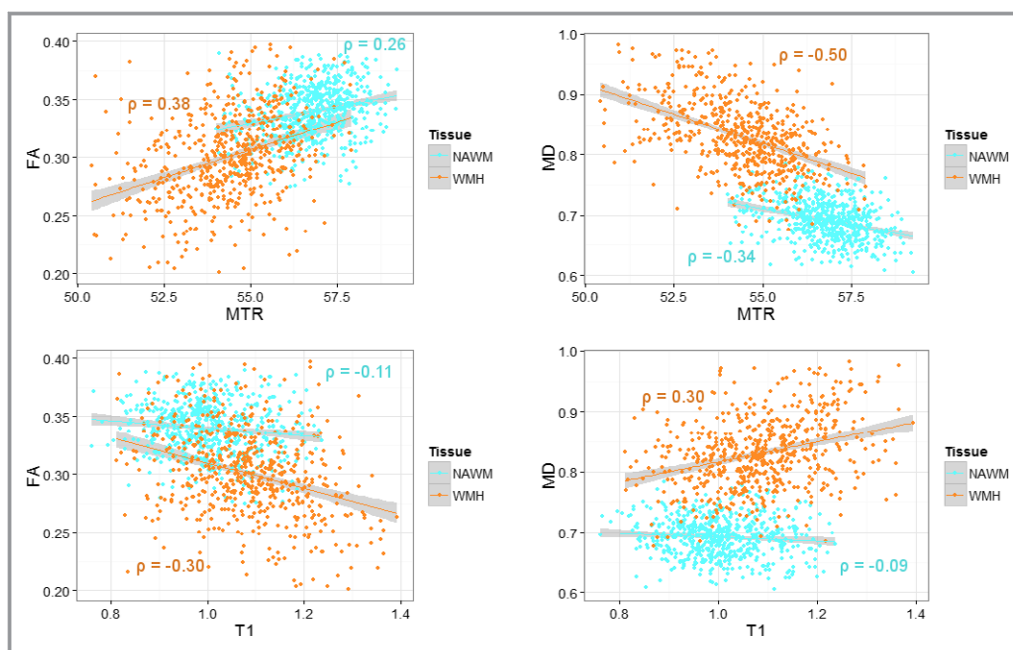 ρ = 0.26
ρ = 0.38
0.40
0.35
0.30
0.25
0.20
FA
50.0 52.5 55.0 57.5
MTR
Tissue
NAWM
WMH
ρ = -0.50
ρ = -0.34
1.0
0.9
0.8
0.7
0.6
MD
50.0 52.5 55.0 57.5
MTR
Tissue
NAWM
WMH
ρ = -0.11
ρ = -0.30
0.40
0.35
0.30
0.25
0.20
FA
0.8 1.0 1.2 1.4
T1
Tissue
NAWM
WMH
ρ = 0.30
ρ = -0.09
1.0
0.9
0.8
0.7
0.6
MD
0.8 1.0 1.2 1.4
T1
Tissue
NAWM
WMH